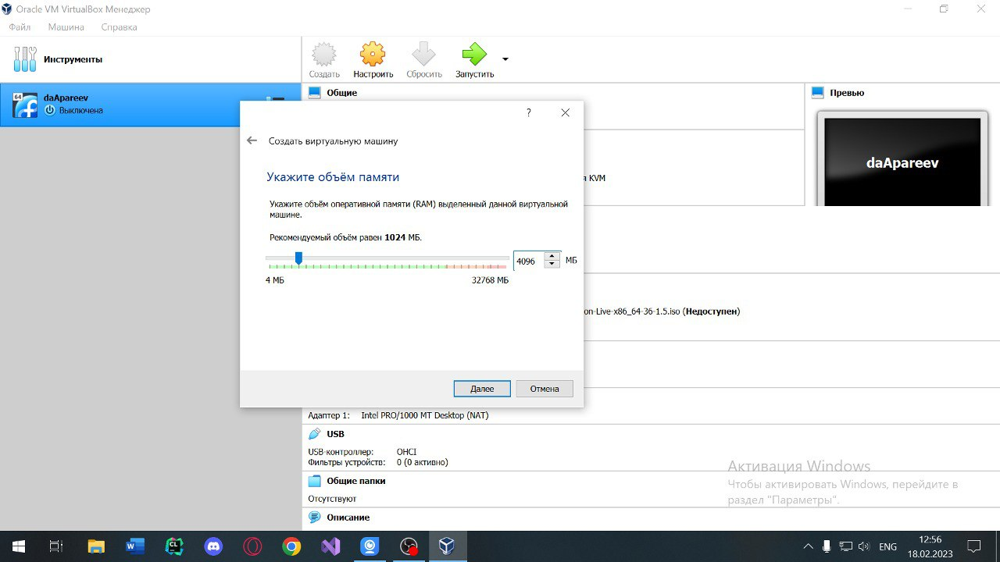 Oracle VM VirtualBox Менеджер
Файл Машина Справка
Инструменты
Создать Настроить Сбросить Запустить
64
daApareev
Выключена
Общие
Превью
daApareev
?
Создать виртуальную машину
Укажите объём памяти
Укажите объём оперативной памяти (RAM) выделенный данной виртуальной
машине.
Рекомендуемый объём равен 1024 МБ.
4096 МБ
4 МБ 32768 МБ
Далее Отмена
KVM
on-Live-x86_64-36-1.5.iso (Недоступен)
Адаптер 1: Intel PRO/1000 MT Desktop (NAT)
USB
USB-контроллер: OHCI
Фильтры устройств: 0 (0 активно)
Общие папки
Отсутствуют
Описание
Активация Windows
Чтобы активировать Windows, перейдите в
раздел "Параметры".
W
CL
ENG
12:56
18.02.2023